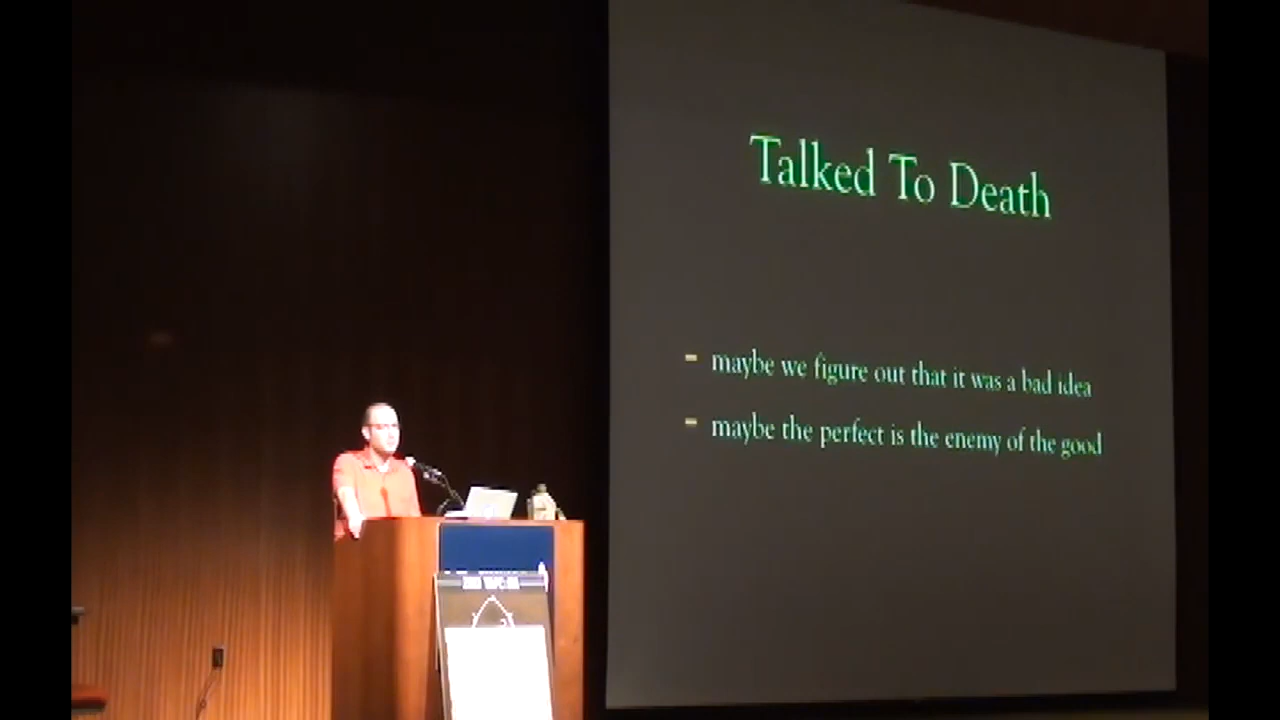 Talked To Death
- maybe we figure out that it was a bad idea
- maybe the perfect is the enemy of the good